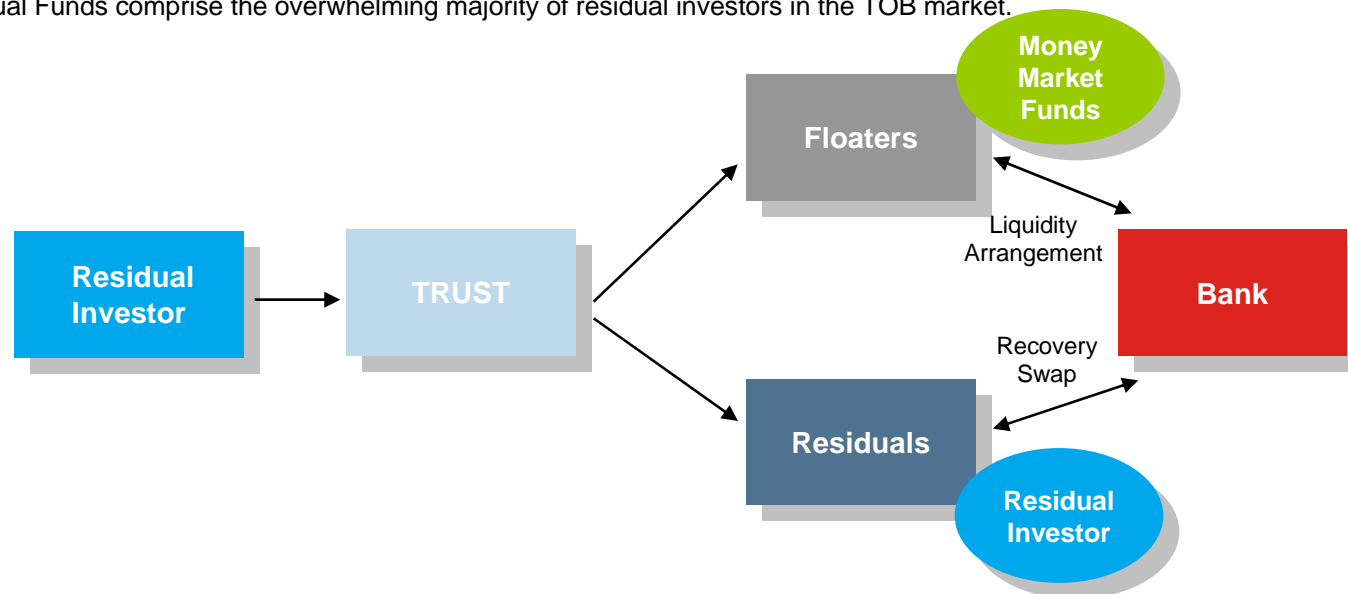 ual Funds comprise the overwhelming majority of residual investors in the TOB market.
Money
Market
Funds
Floaters
Liquidity
Arrangement
Residual
Investor
TRUST
Bank
Recovery
Swap
Residuals
Residual
Investor